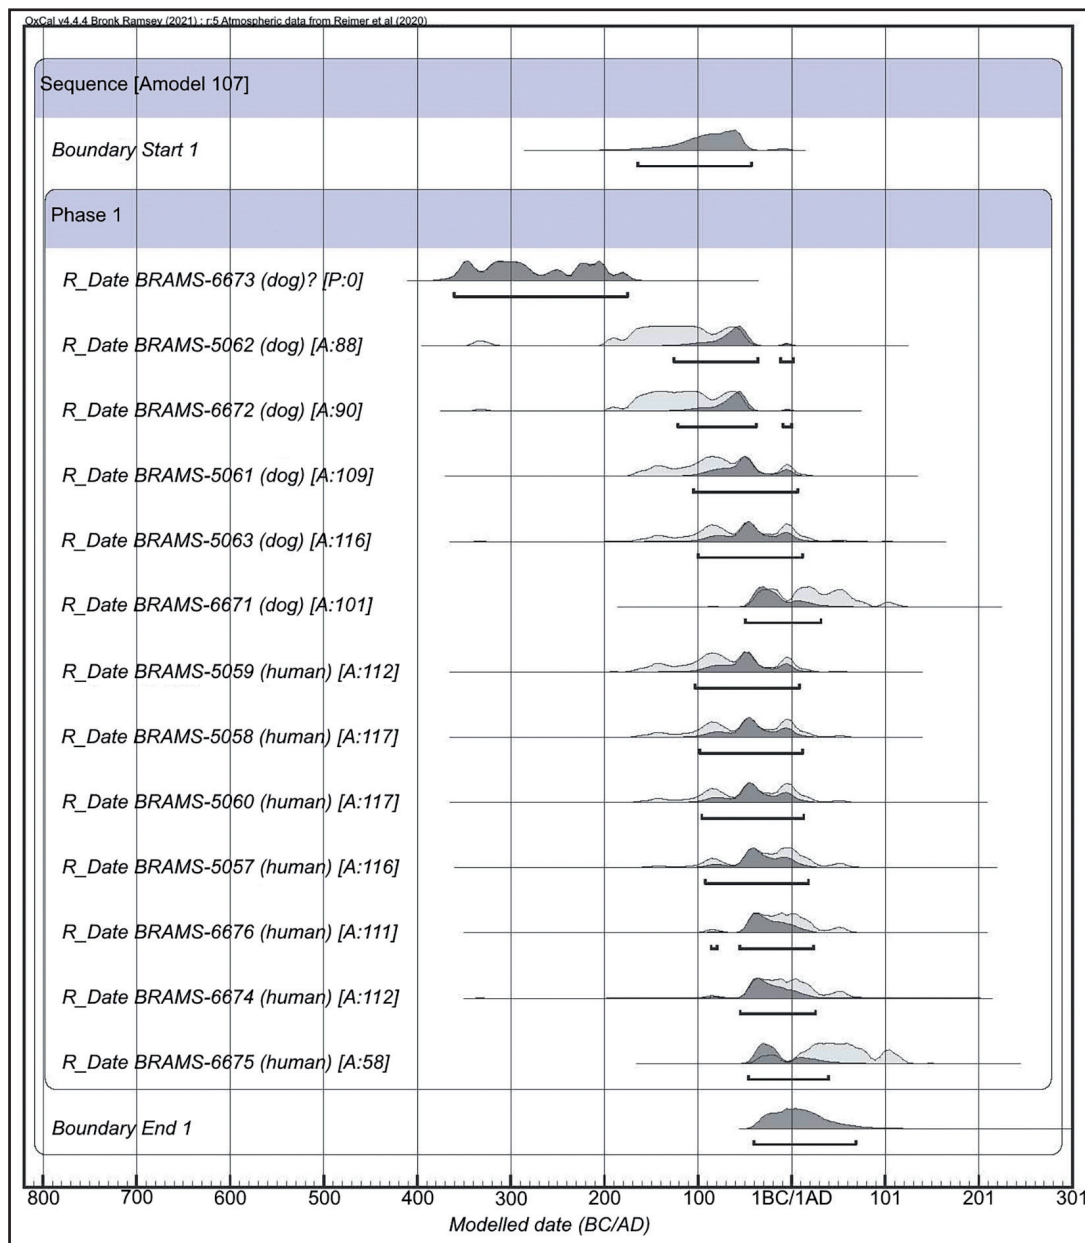 OxCal v4.4.4 Bronk Ramsey (2021) ; r:5 Atmospheric data from Reimer et al (2020)
Sequence [Amodel 107]
Boundary Start 1
Phase 1
R_Date BRAMS-6673 (dog)? [P:0]
R_Date BRAMS-5062 (dog) [A:88]
R_Date BRAMS-6672 (dog) [A:90]
R_Date BRAMS-5061 (dog) [A:109]
R_Date BRAMS-5063 (dog) [A:116]
R_Date BRAMS-6671 (dog) [A:101]
R_Date BRAMS-5059 (human) [A:112]
R_Date BRAMS-5058 (human) [A:117]
R_Date BRAMS-5060 (human) [A:117]
R_Date BRAMS-5057 (human) [A:116]
R_Date BRAMS-6676 (human) [A:111]
R_Date BRAMS-6674 (human) [A:112]
R_Date BRAMS-6675 (human) [A:58]
Boundary End 1
800 700 600 500 400 300 200 100 1BC/1AD 101 201 301
Modelled date (BC/AD)